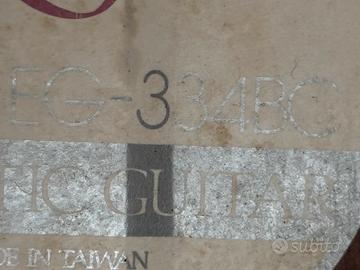 EG-334BC
TIC GUITAR
DE IN TAIWAN
subito